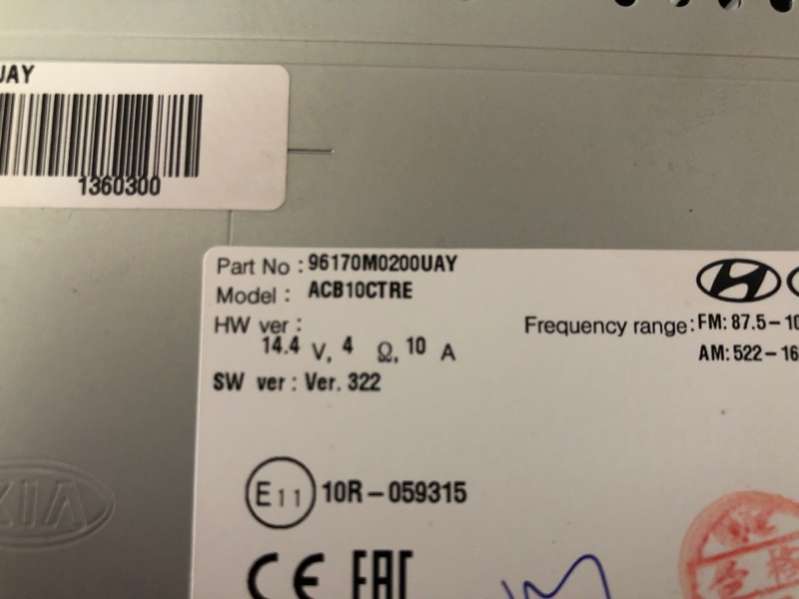 UAY
1360300
Part No : 96170M0200UAY
Model : ACB10CTRE
HW ver :
14.4 V, 4 Ω, 10 A
SW ver : Ver. 322
Frequency range: FM: 87.5-10
AM: 522-16
E11 10R-059315
CE EAC
KIA